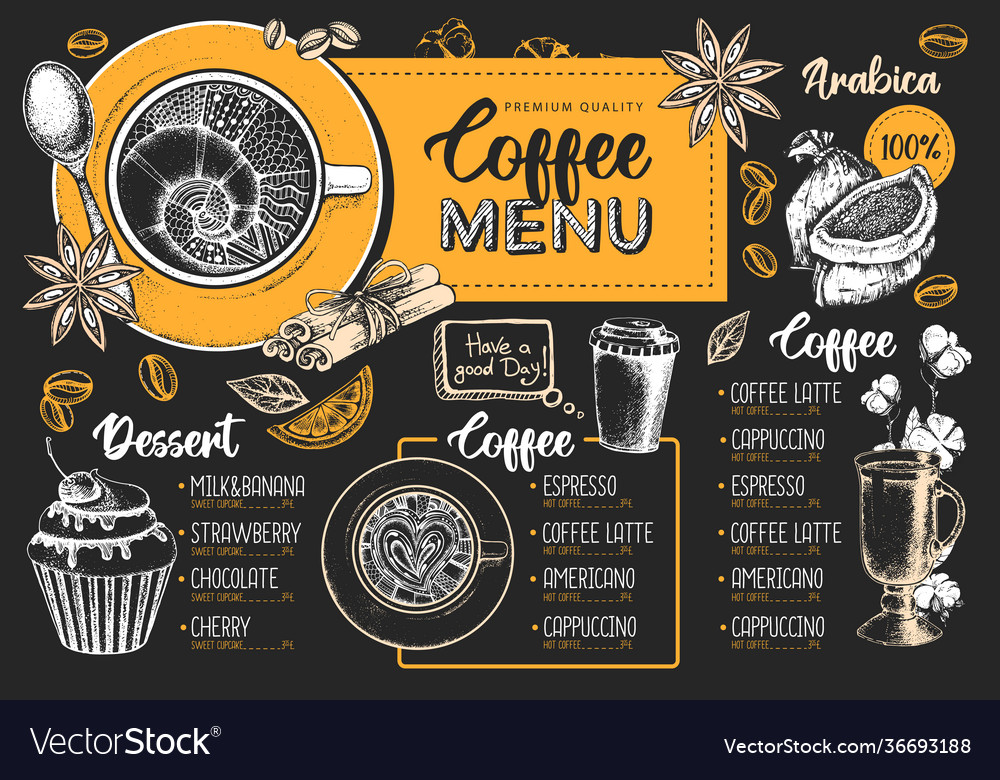 PREMIUM QUALITY
Coffee
MENU
Arabica
100%
Have a
good Day!
Dessert
• MILK&BANANA
SWEET CUPCAKE
• STRAWBERRY
SWEET CUPCAKE
• CHOCOLATE
SWEET CUPCAKE
• CHERRY
SWEET CUPCAKE
Coffee
• ESPRESSO
HOT COFFEE
• COFFEE LATTE
HOT COFFEE
• AMERICANO
HOT COFFEE
• CAPPUCCINO
HOT COFFEE
Coffee
• COFFEE LATTE
HOT COFFEE
• CAPPUCCINO
HOT COFFEE
• ESPRESSO
HOT COFFEE
• COFFEE LATTE
HOT COFFEE
• AMERICANO
HOT COFFEE
• CAPPUCCINO
HOT COFFEE
VectorStock®
VectorStock.com/36693188